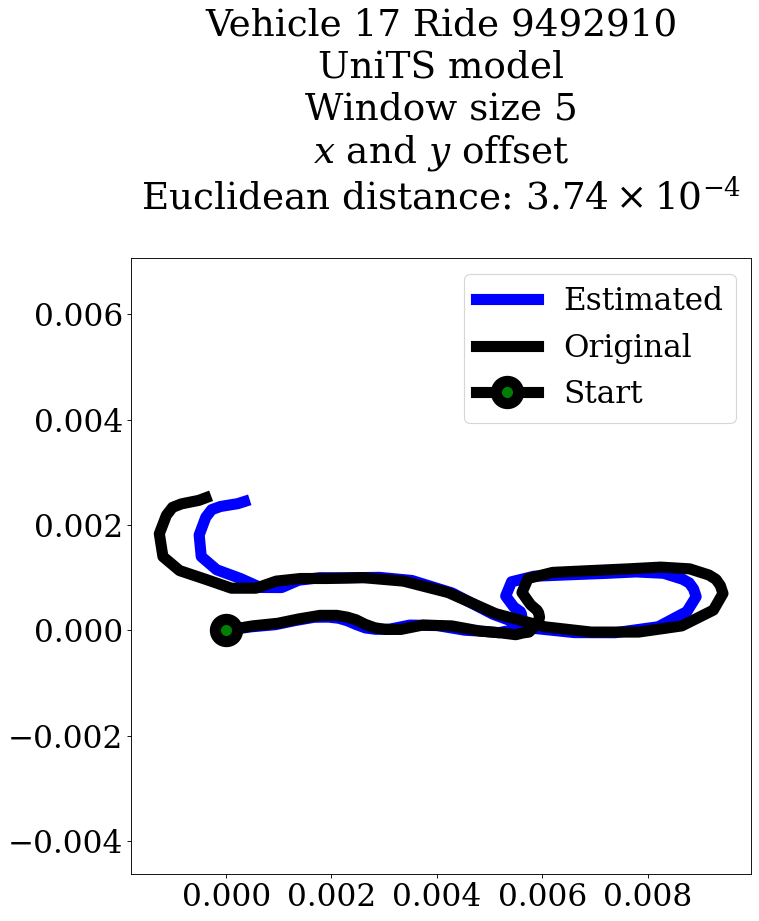 Vehicle 17 Ride 9492910
UniTS model
Window size 5
x and y offset
Euclidean distance: 3.74 × 10⁻⁴
Estimated
Original
Start
0.006
0.004
0.002
0.000
−0.002
−0.004
0.000 0.002 0.004 0.006 0.008